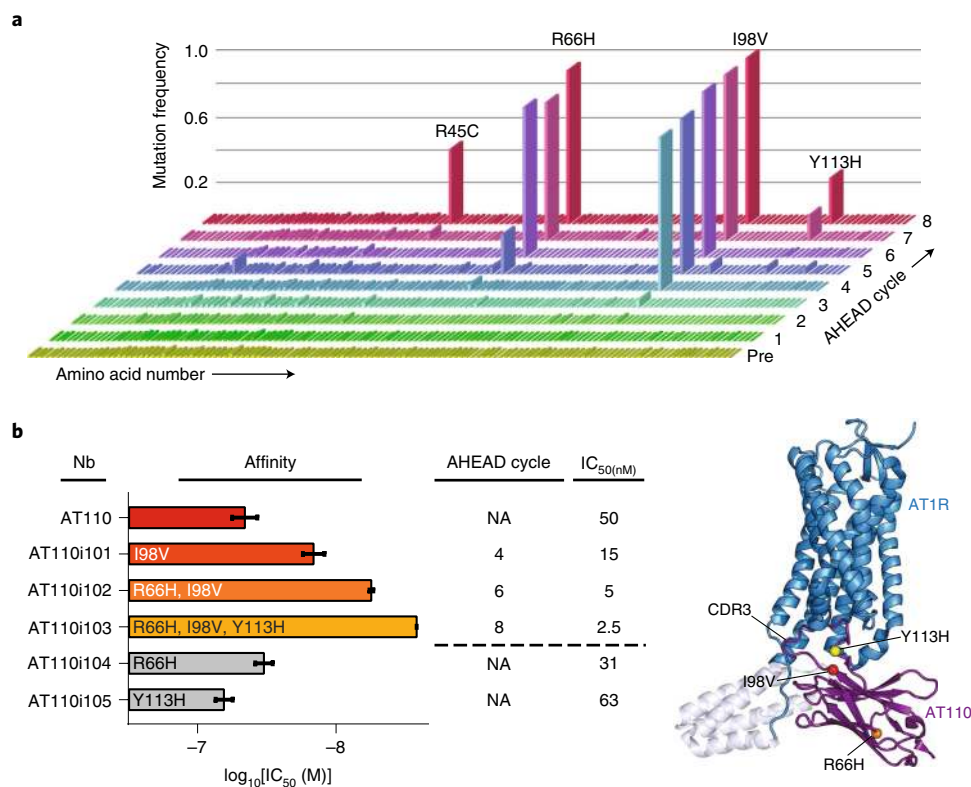 a
Mutation frequency
1.0
0.6
0.2
R45C
R66H
I98V
Y113H
8
7
6
5
4
3
2
1
Pre
AHEAD cycle
Amino acid number
b
Nb Affinity AHEAD cycle IC50(nM)
AT110 NA 50
AT110i101 I98V 4 15
AT110i102 R66H, I98V 6 5
AT110i103 R66H, I98V, Y113H 8 2.5
AT110i104 R66H NA 31
AT110i105 Y113H NA 63
–7 –8
log10[IC50 (M)]
AT1R
CDR3
Y113H
I98V
AT110
R66H